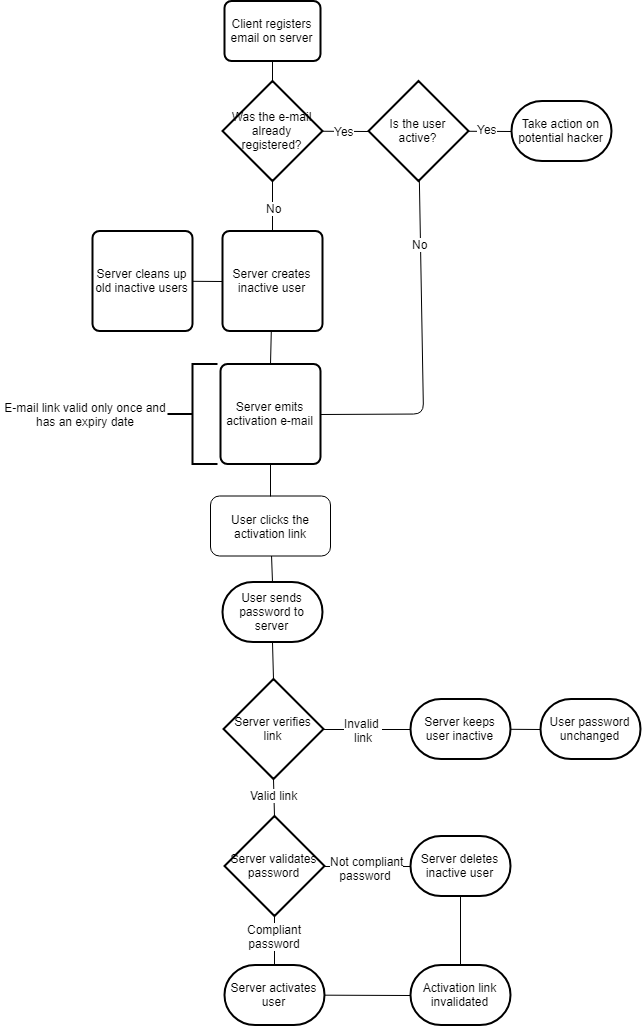 Client registers
email on server
Was the e-mail
already
registered?
Yes
Is the user
active?
Yes
Take action on
potential hacker
No
No
Server cleans up
old inactive users
Server creates
inactive user
E-mail link valid only once and
has an expiry date
Server emits
activation e-mail
User clicks the
activation link
User sends
password to
server
Server verifies
link
Invalid
link
Server keeps
user inactive
User password
unchanged
Valid link
Server validates
password
Not compliant
password
Server deletes
inactive user
Compliant
password
Server activates
user
Activation link
invalidated